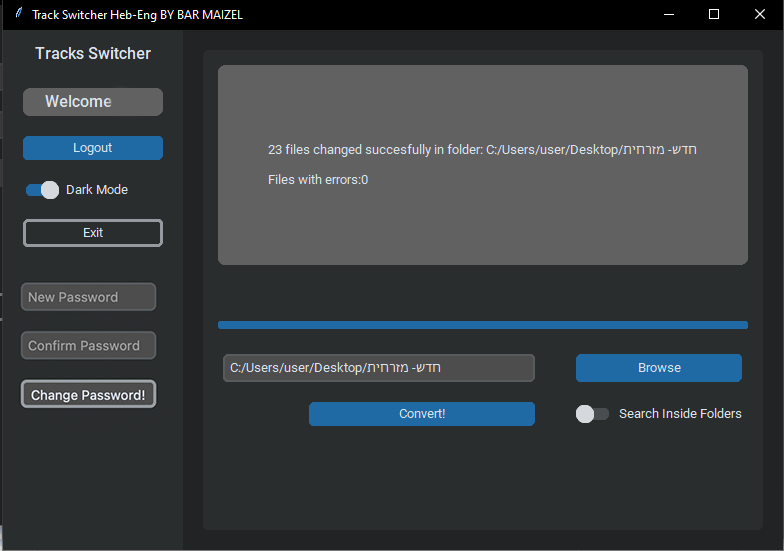 Track Switcher Heb-Eng BY BAR MAIZEL
Tracks Switcher
Welcome
Logout
Dark Mode
Exit
New Password
Confirm Password
Change Password!
23 files changed succesfully in folder: C:/Users/user/Desktop/חדש- מזרחית
Files with errors:0
C:/Users/user/Desktop/חדש- מזרחית
Browse
Convert!
Search Inside Folders